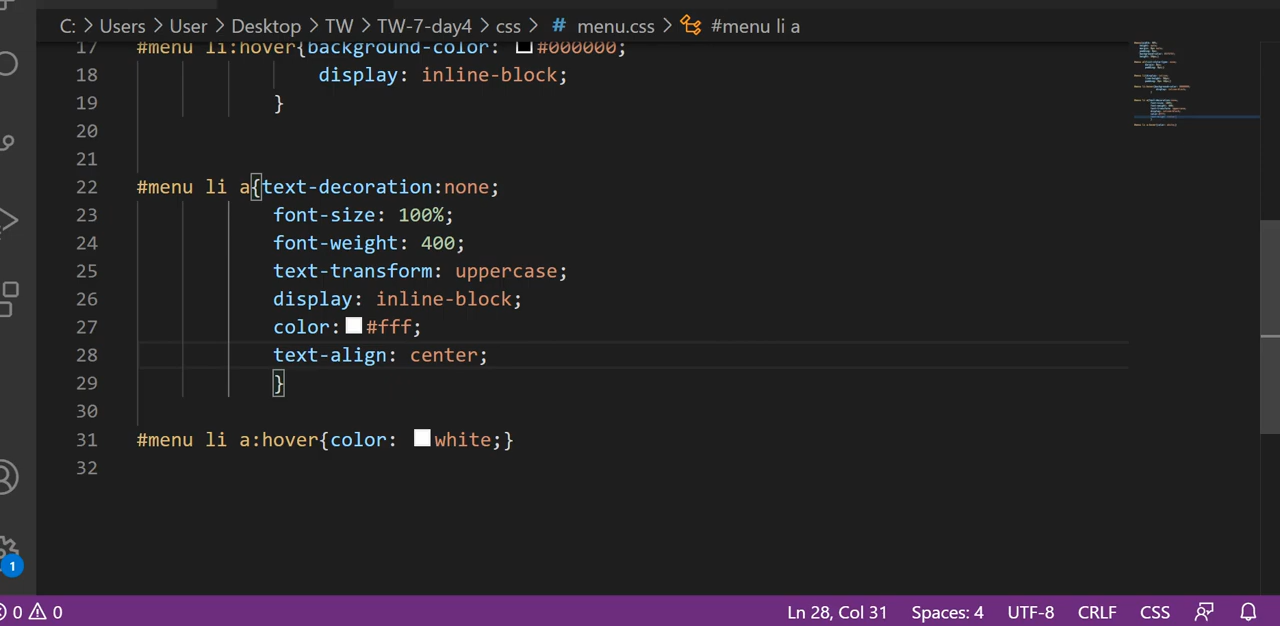 C: > Users > User > Desktop > TW > TW-7-day4 > css > # menu.css > #menu li a
17 #menu li:hover{background-color: #000000;
18 display: inline-block;
19 }
20
21
22 #menu li a{text-decoration:none;
23 font-size: 100%;
24 font-weight: 400;
25 text-transform: uppercase;
26 display: inline-block;
27 color: #fff;
28 text-align: center;
29 }
30
31 #menu li a:hover{color: white;}
32
1
0 0 Ln 28, Col 31 Spaces: 4 UTF-8 CRLF CSS